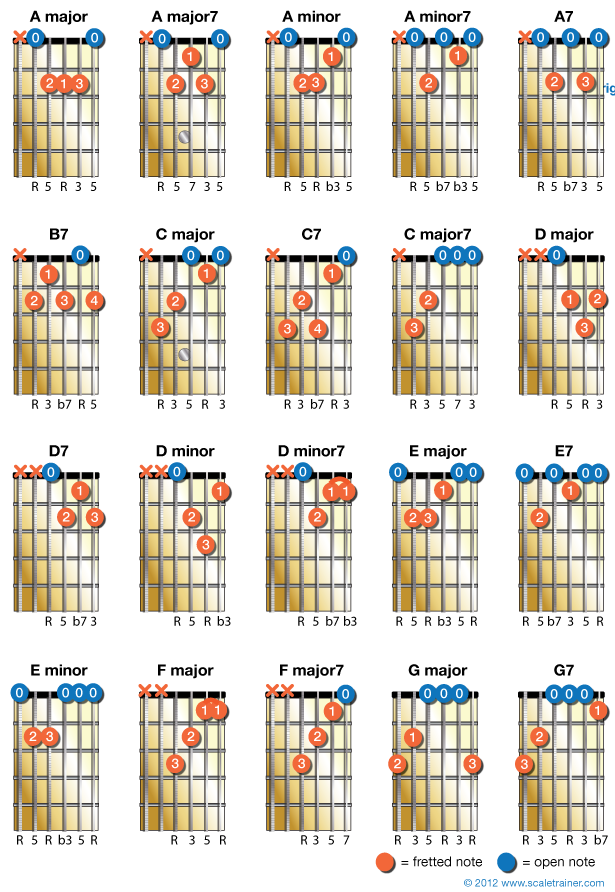 A major A major7 A minor A minor7 A7
× 0 0 × 0 0 × 0 0 × 0 0 0 × 0 0 0
1 1 1
2 1 3 2 3 2 3 2 2 3
rig
R 5 R 3 5 R 5 7 3 5 R 5 R b3 5 R 5 b7 b3 5 R 5 b7 3 5
B7 C major C7 C major7 D major
× 0 × 0 0 × 0 × 0 0 0 × × 0
1 1 1
2 3 4 2 2 2 1 2
3 3 4 3 3
R 3 b7 R 5 R 3 5 R 3 R 3 b7 R 3 R 3 5 7 3 R 5 R 3
D7 D minor D minor7 E major E7
× × 0 × × 0 × × 0 0 0 0 0 0 0 0
1 1 1 1 1 1
2 3 2 2 2 3 2
3
R 5 b7 3 R 5 R b3 R 5 b7 b3 R 5 R b3 5 R R 5 b7 3 5 R
E minor F major F major7 G major G7
0 0 0 0 × × × × 0 0 0 0 0 0 0
1 1 1 1
2 3 2 2 1 2
3 3 2 3 3
R 5 R b3 5 R R 3 5 R R 3 5 7 R 3 5 R 3 R R 3 5 R 3 b7
= fretted note = open note
© 2012 www.scaletrainer.com